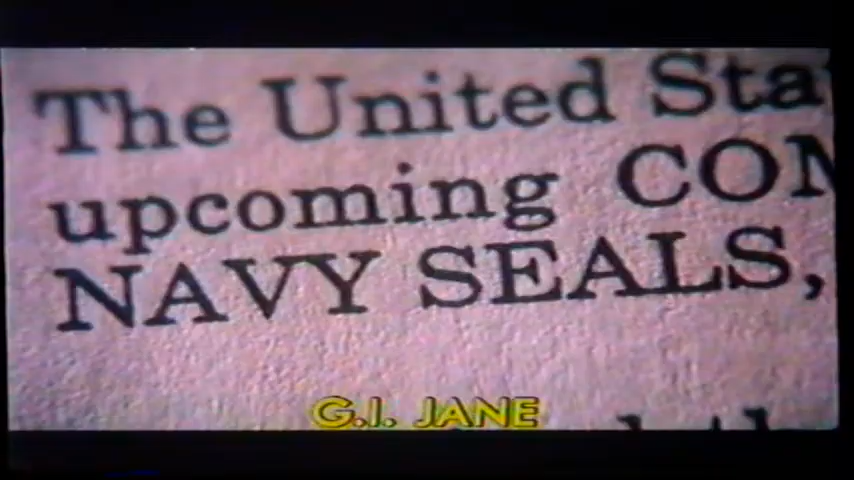 The United Sta
upcoming CON
NAVY SEALS,
G.I. JANE